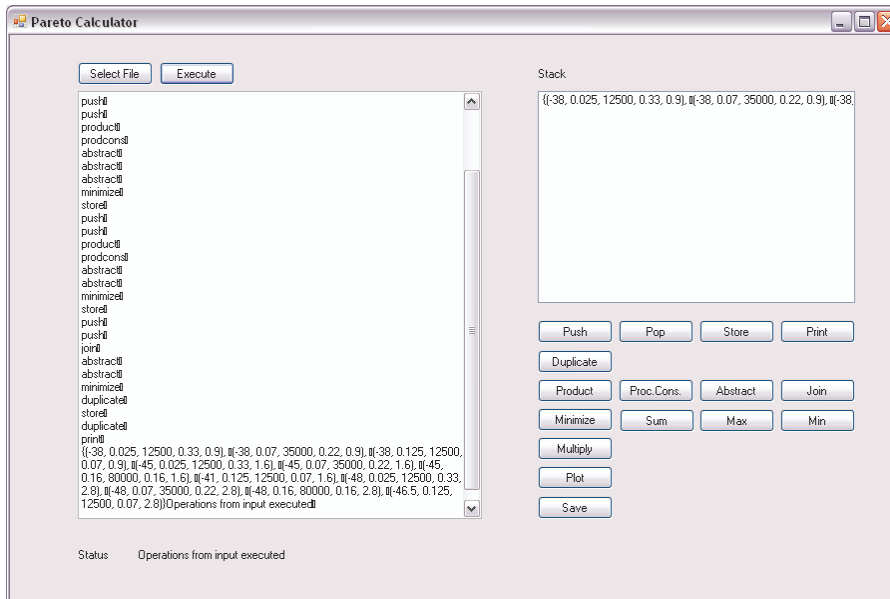 Pareto Calculator
Select File Execute
Stack
push▯
push▯
product▯
prodcons▯
abstract▯
abstract▯
abstract▯
minimize▯
store▯
push▯
push▯
product▯
prodcons▯
abstract▯
abstract▯
minimize▯
store▯
push▯
push▯
join▯
abstract▯
abstract▯
minimize▯
duplicate▯
store▯
duplicate▯
print▯
{(-38, 0.025, 12500, 0.33, 0.9), ▯(-38, 0.07, 35000, 0.22, 0.9), ▯(-38, 0.125, 12500,
0.07, 0.9), ▯(-45, 0.025, 12500, 0.33, 1.6), ▯(-45, 0.07, 35000, 0.22, 1.6), ▯(-45,
0.16, 80000, 0.16, 1.6), ▯(-41, 0.125, 12500, 0.07, 1.6), ▯(-48, 0.025, 12500, 0.33,
2.8), ▯(-48, 0.07, 35000, 0.22, 2.8), ▯(-48, 0.16, 80000, 0.16, 2.8), ▯(-46.5, 0.125,
12500, 0.07, 2.8)}Operations from input executed▯
{(-38, 0.025, 12500, 0.33, 0.9), ▯(-38, 0.07, 35000, 0.22, 0.9), ▯(-38,
Push Pop Store Print
Duplicate
Product Proc.Cons. Abstract Join
Minimize Sum Max Min
Multiply
Plot
Save
Status Operations from input executed